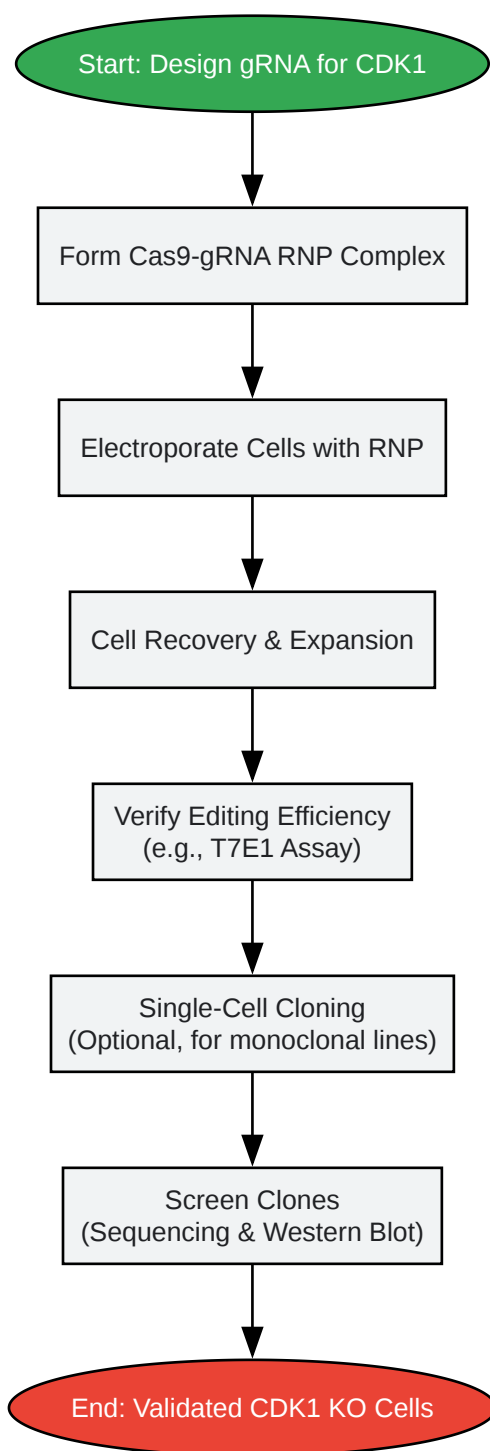 Start: Design gRNA for CDK1
Form Cas9-gRNA RNP Complex
Electroporate Cells with RNP
Cell Recovery & Expansion
Verify Editing Efficiency
(e.g., T7E1 Assay)
Single-Cell Cloning
(Optional, for monoclonal lines)
Screen Clones
(Sequencing & Western Blot)
End: Validated CDK1 KO Cells